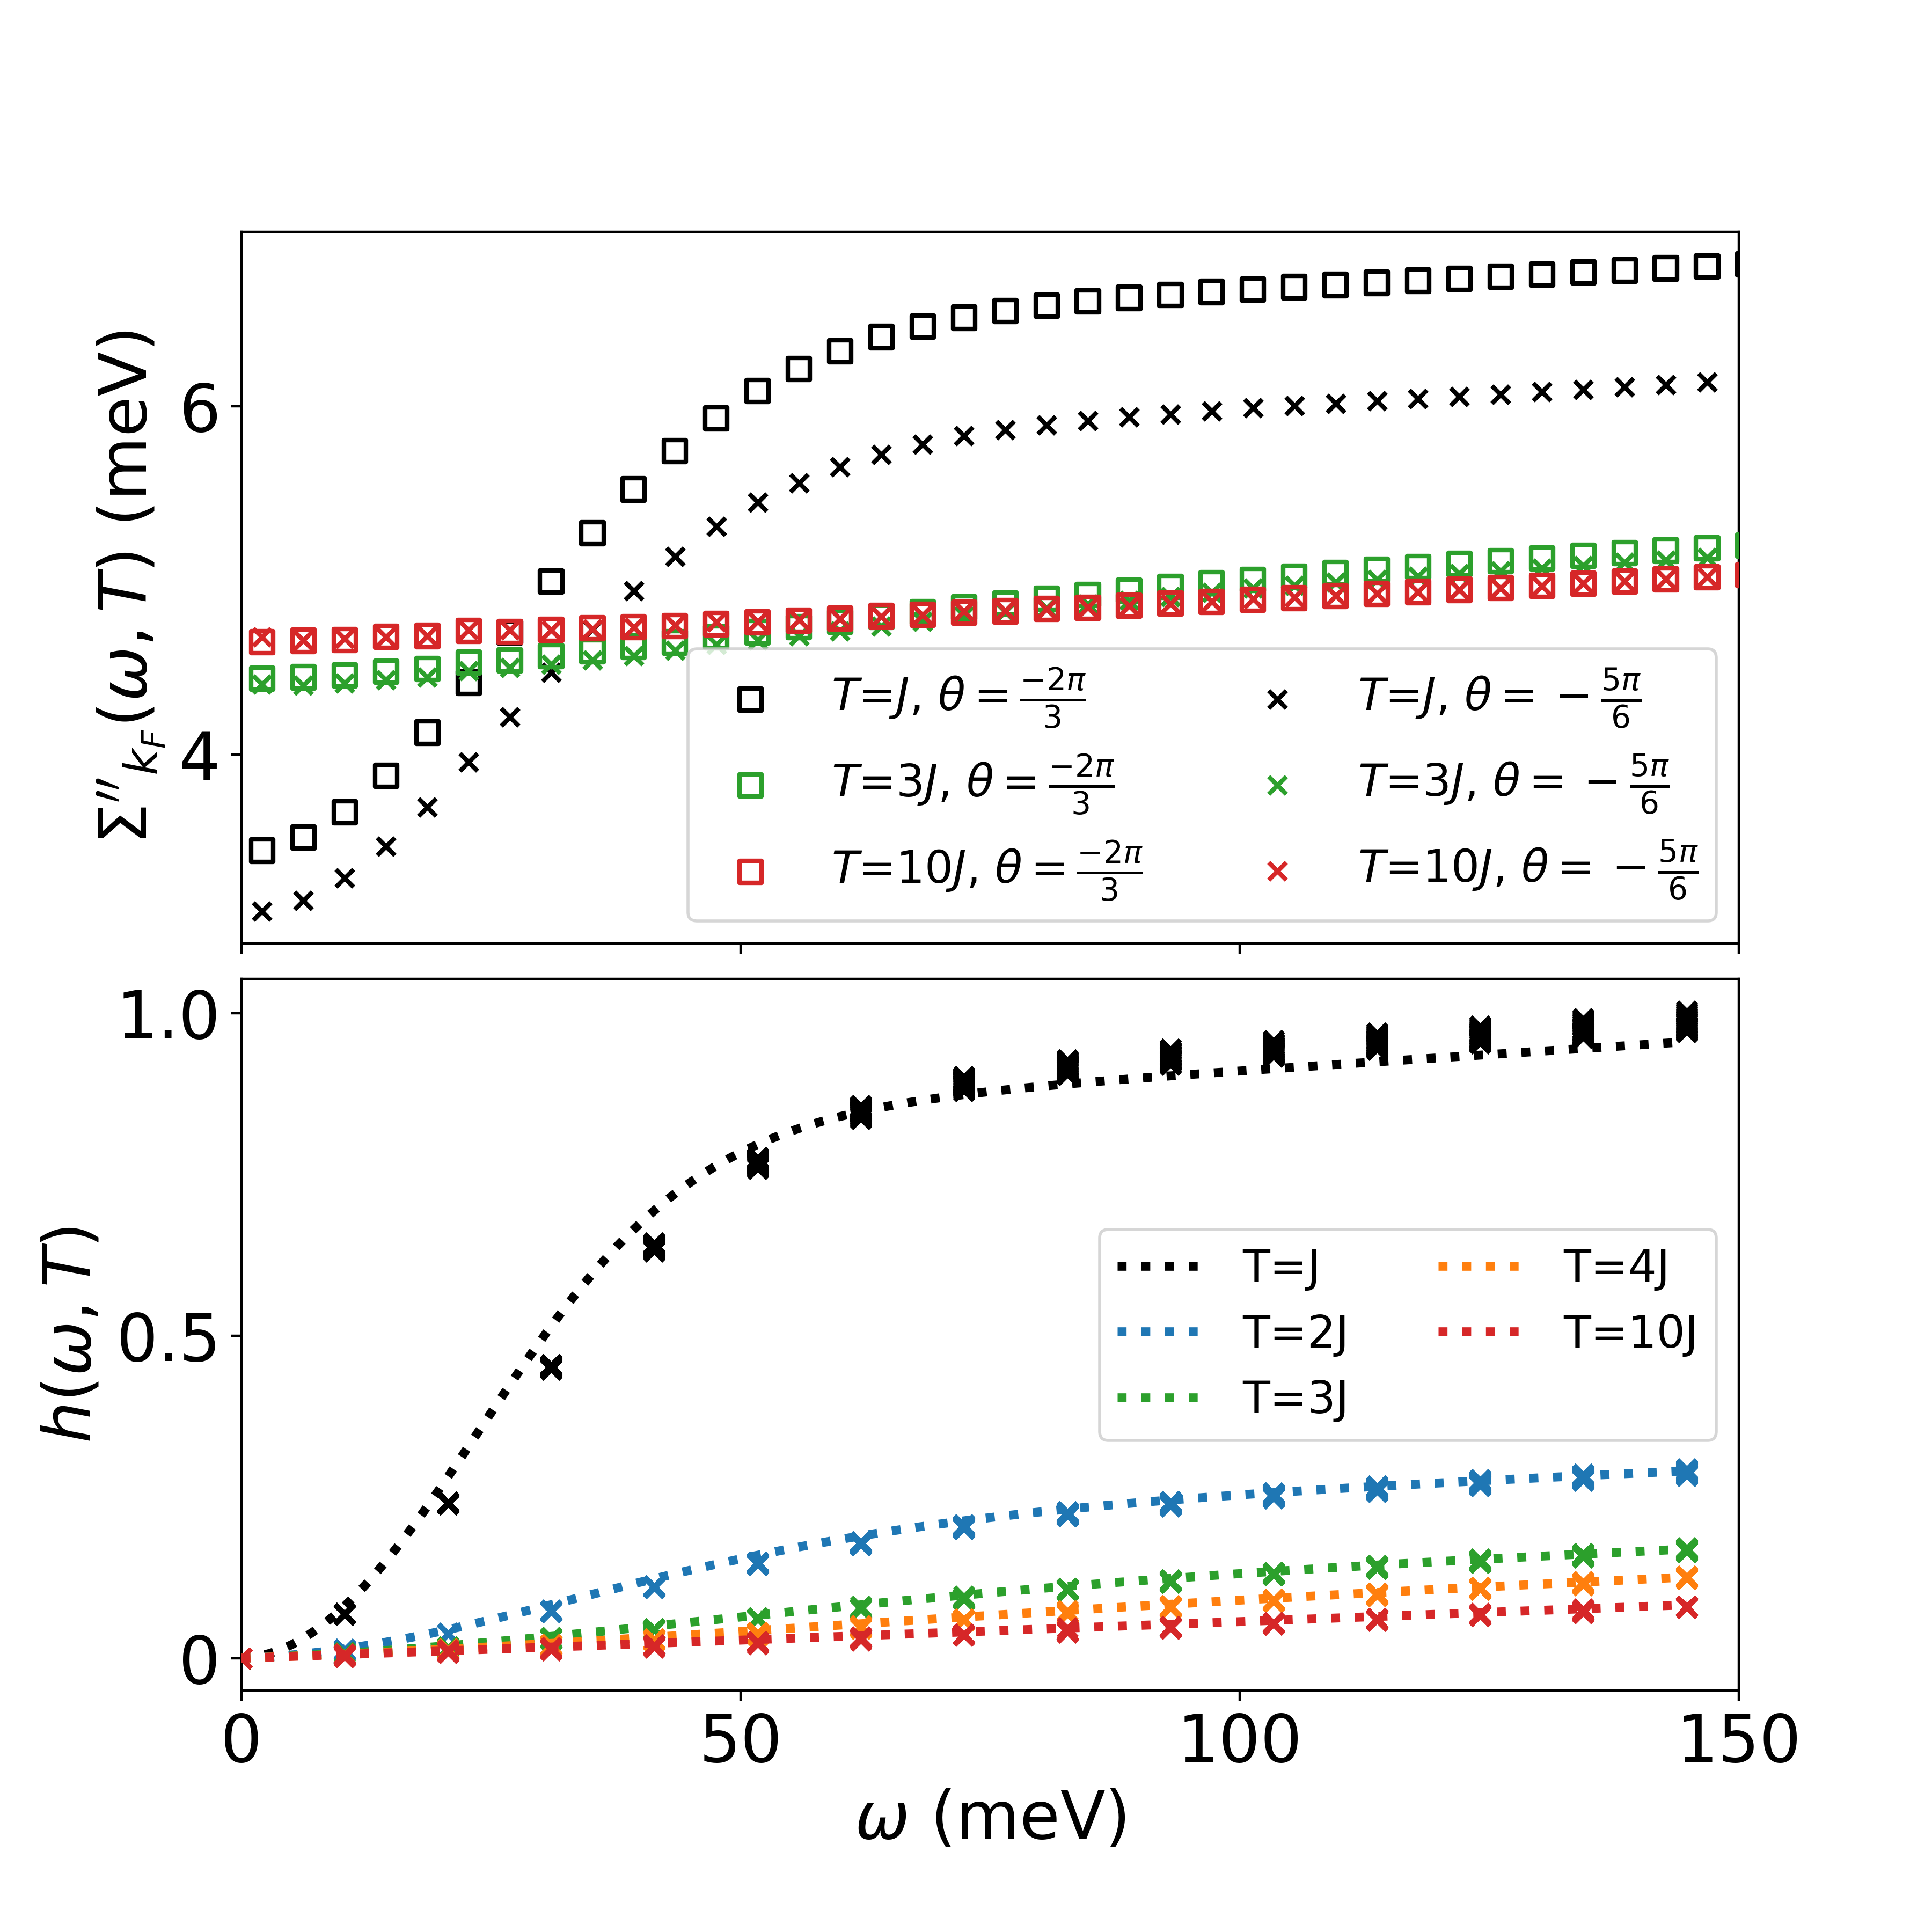 Σ''k_F(ω, T) (meV)
6
4
T=J, θ = −2π/3
T=3J, θ = −2π/3
T=10J, θ = −2π/3
T=J, θ = −5π/6
T=3J, θ = −5π/6
T=10J, θ = −5π/6
h(ω, T)
1.0
0.5
0
T=J
T=2J
T=3J
T=4J
T=10J
0 50 100 150
ω (meV)